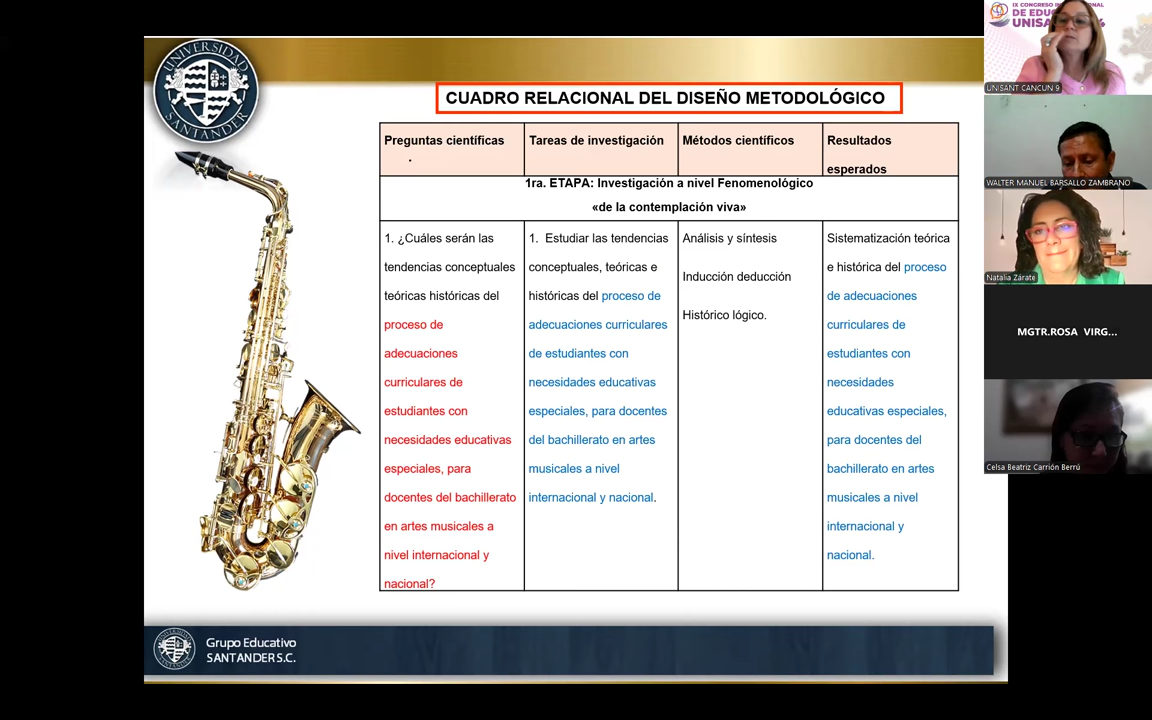 UNIVERSIDAD
SANTANDER
CUADRO RELACIONAL DEL DISEÑO METODOLÓGICO
Preguntas científicas
.
Tareas de investigación
Métodos científicos
Resultados
esperados
1ra. ETAPA: Investigación a nivel Fenomenológico
«de la contemplación viva»
1. ¿Cuáles serán las
tendencias conceptuales
teóricas históricas del
proceso de
adecuaciones
curriculares de
estudiantes con
necesidades educativas
especiales, para
docentes del bachillerato
en artes musicales a
nivel internacional y
nacional?
1. Estudiar las tendencias
conceptuales, teóricas e
históricas del proceso de
adecuaciones curriculares
de estudiantes con
necesidades educativas
especiales, para docentes
del bachillerato en artes
musicales a nivel
internacional y nacional.
Análisis y síntesis
Inducción deducción
Histórico lógico.
Sistematización teórica
e histórica del proceso
de adecuaciones
curriculares de
estudiantes con
necesidades
educativas especiales,
para docentes del
bachillerato en artes
musicales a nivel
internacional y
nacional.
Grupo Educativo
SANTANDER S.C.
IX CONGRESO
DE
UNISA
UNISANT CANCUN 9
WALTER MANUEL BARSALLO ZAMBRANO
Natalia Zárate
MGTR.ROSA VIRG...
Celsa Beatriz Carrión Berrú